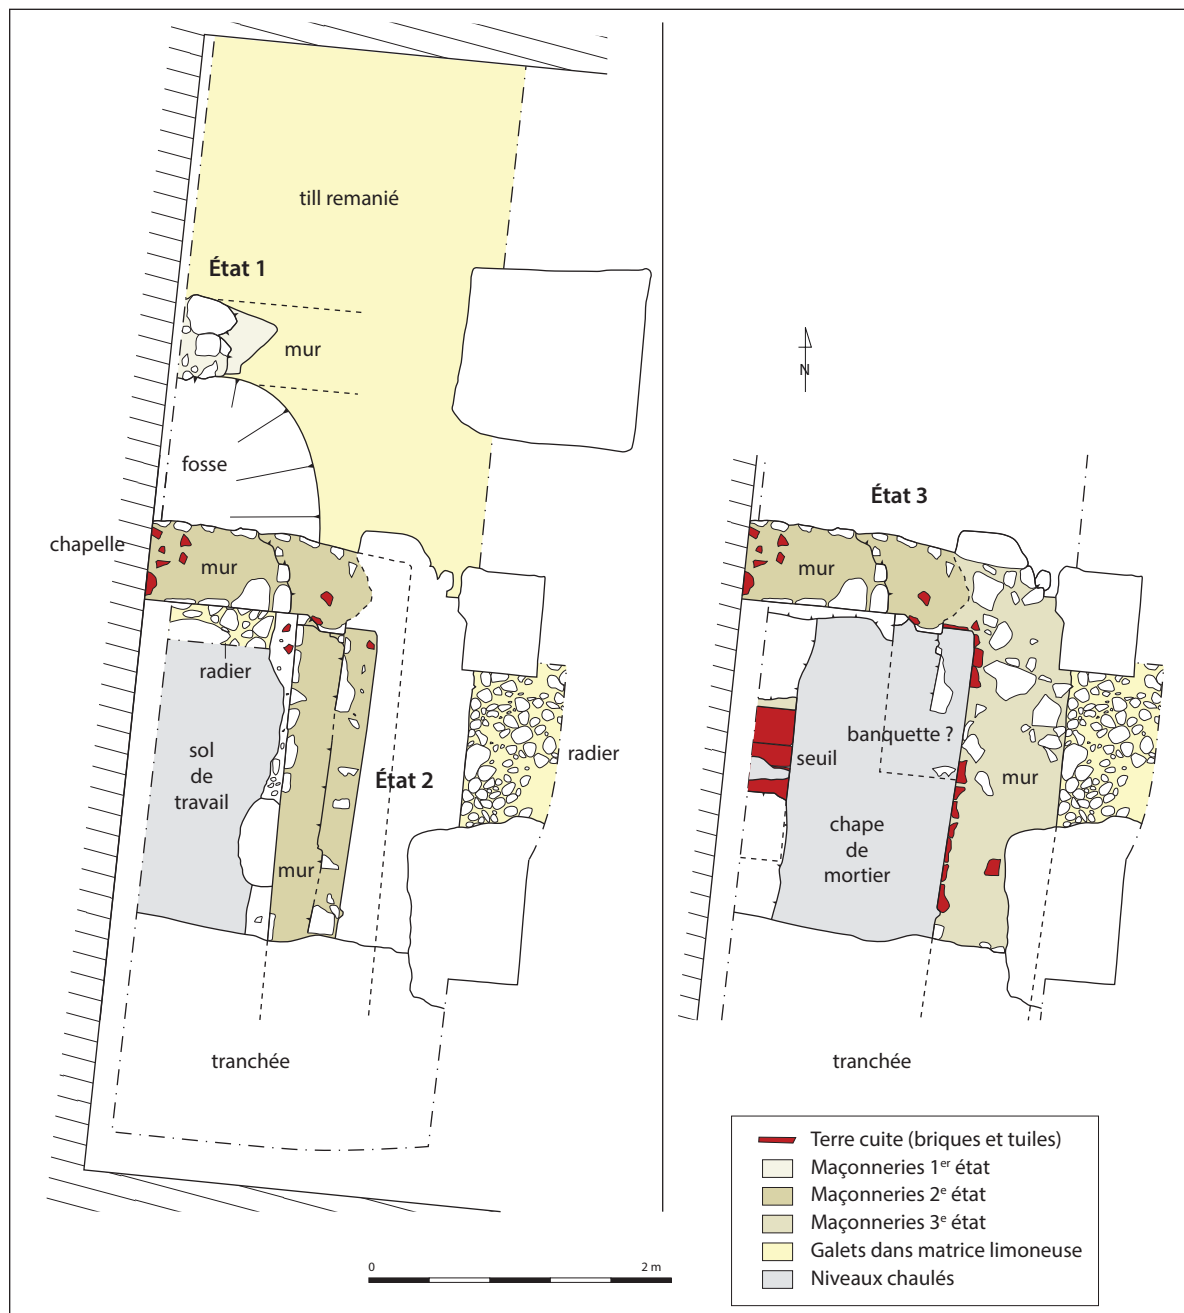 till remanié
État 1
mur
fosse
chapelle
mur
radier
sol
de
travail
État 2
radier
mur
tranchée
N
État 3
mur
banquette ?
seuil
mur
chape
de
mortier
tranchée
Terre cuite (briques et tuiles)
Maçonneries 1er état
Maçonneries 2e état
Maçonneries 3e état
Galets dans matrice limoneuse
Niveaux chaulés
0 2 m